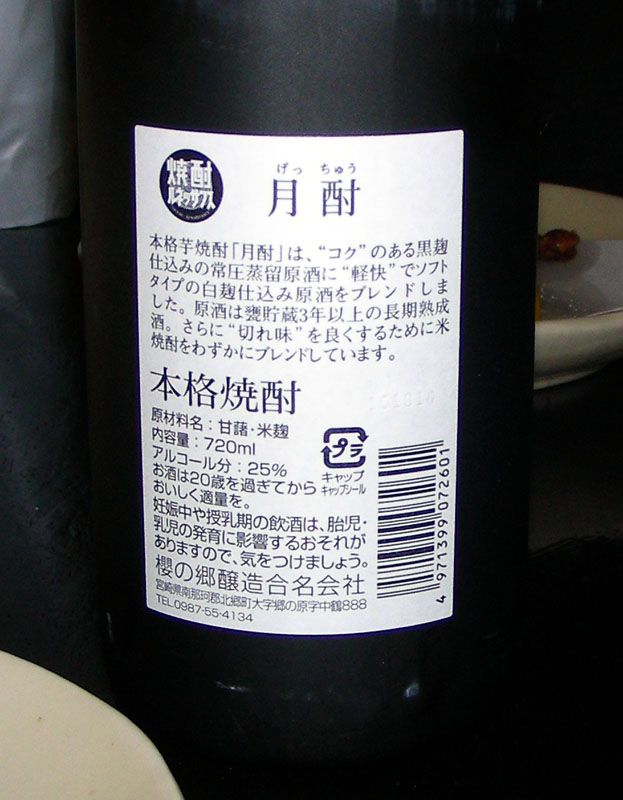 焼酎
ルネッサンス
げっ ちゅう
月 酎
本格芋焼酎「月酎」は、“コク”のある黒麹
仕込みの常圧蒸留原酒に“軽快”でソフト
タイプの白麹仕込み原酒をブレンドしま
した。原酒は甕貯蔵3年以上の長期熟成
酒。さらに“切れ味”を良くするために米
焼酎をわずかにブレンドしています。
本格焼酎
原材料名：甘藷・米麹
内容量：720ml
アルコール分：25%
お酒は20歳を過ぎてから
おいしく適量を。
プラ
キャップ
キャップシール
妊娠中や授乳期の飲酒は、胎児・
乳児の発育に影響するおそれが
ありますので、気をつけましょう。
櫻の郷醸造合名会社
宮崎県南那珂郡北郷町大字郷の原字中鶴888
TEL.0987-55-4134
4 971399 072601